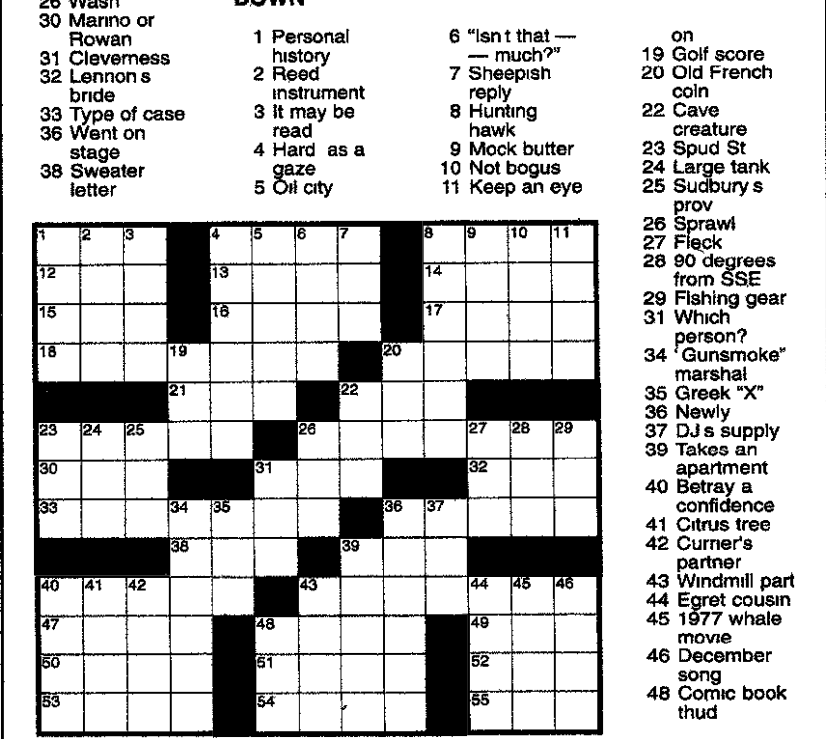 26 Wash
DOWN
30 Marino or
Rowan
31 Cleverness
32 Lennon s
bride
33 Type of case
36 Went on
stage
38 Sweater
letter
1 Personal
history
2 Reed
instrument
3 It may be
read
4 Hard as a
gaze
5 Oil city
6 "Isn t that —
— much?"
7 Sheepish
reply
8 Hunting
hawk
9 Mock butter
10 Not bogus
11 Keep an eye
on
19 Golf score
20 Old French
coin
22 Cave
creature
23 Spud St
24 Large tank
25 Sudbury s
prov
26 Sprawl
27 Fleck
28 90 degrees
from SSE
29 Fishing gear
31 Which
person?
34 ‘Gunsmoke”
marshal
35 Greek "X"
36 Newly
37 DJ s supply
39 Takes an
apartment
40 Betray a
confidence
41 Citrus tree
42 Curner's
partner
43 Windmill part
44 Egret cousin
45 1977 whale
movie
46 December
song
48 Comic book
thud
1 2 3 4 5 6 7 8 9 10 11
12 13 14
15 16 17
18 19 20
21 22
23 24 25 26 27 28 29
30 31 32
33 34 35 36 37
38 39
40 41 42 43 44 45 46
47 48 49
50 51 52
53 54 55